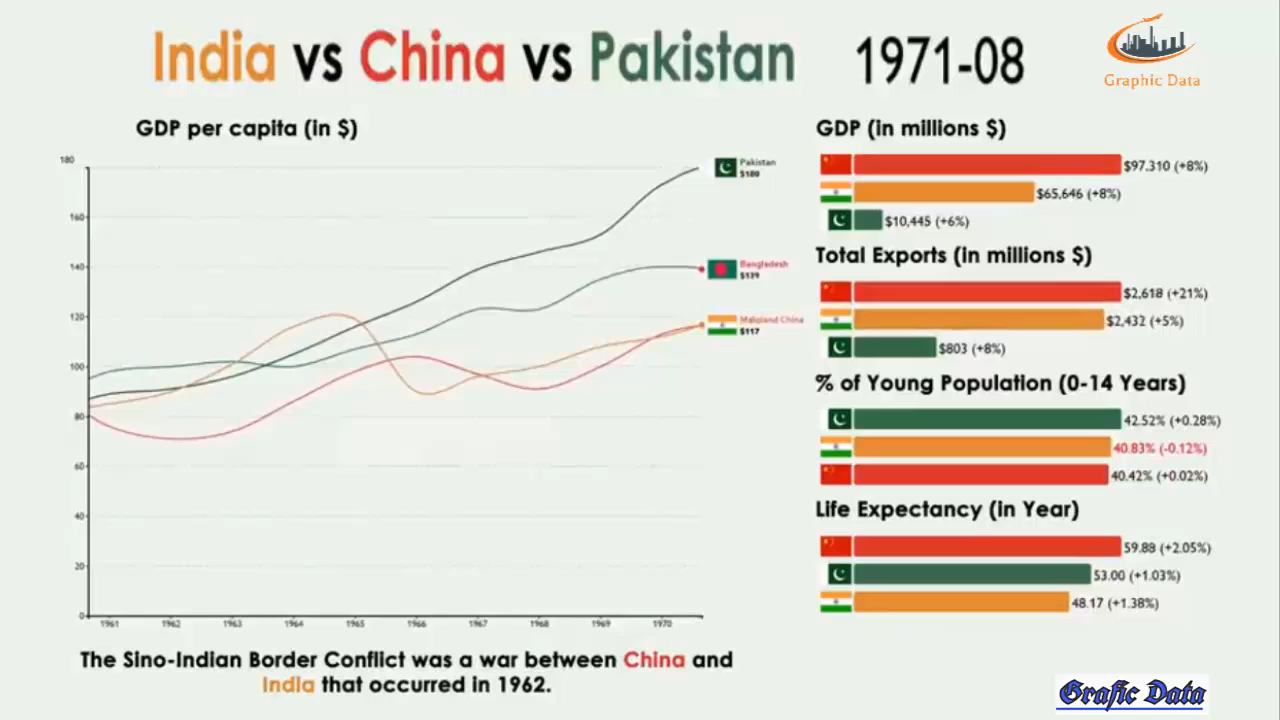 India vs China vs Pakistan
1971-08
Graphic Data
GDP per capita (in $)
180
160
140
120
100
80
60
40
20
0
1961 1962 1963 1964 1965 1966 1967 1968 1969 1970
Pakistan
$180
Bangladesh
$139
Mainland China
$117
GDP (in millions $)
$97,310 (+8%)
$65,646 (+8%)
$10,445 (+6%)
Total Exports (in millions $)
$2,618 (+21%)
$2,432 (+5%)
$803 (+8%)
% of Young Population (0-14 Years)
42.52% (+0.28%)
40.83% (-0.12%)
40.42% (+0.02%)
Life Expectancy (in Year)
59.88 (+2.05%)
53.00 (+1.03%)
48.17 (+1.38%)
The Sino-Indian Border Conflict was a war between China and
India that occurred in 1962.
Grafic Data